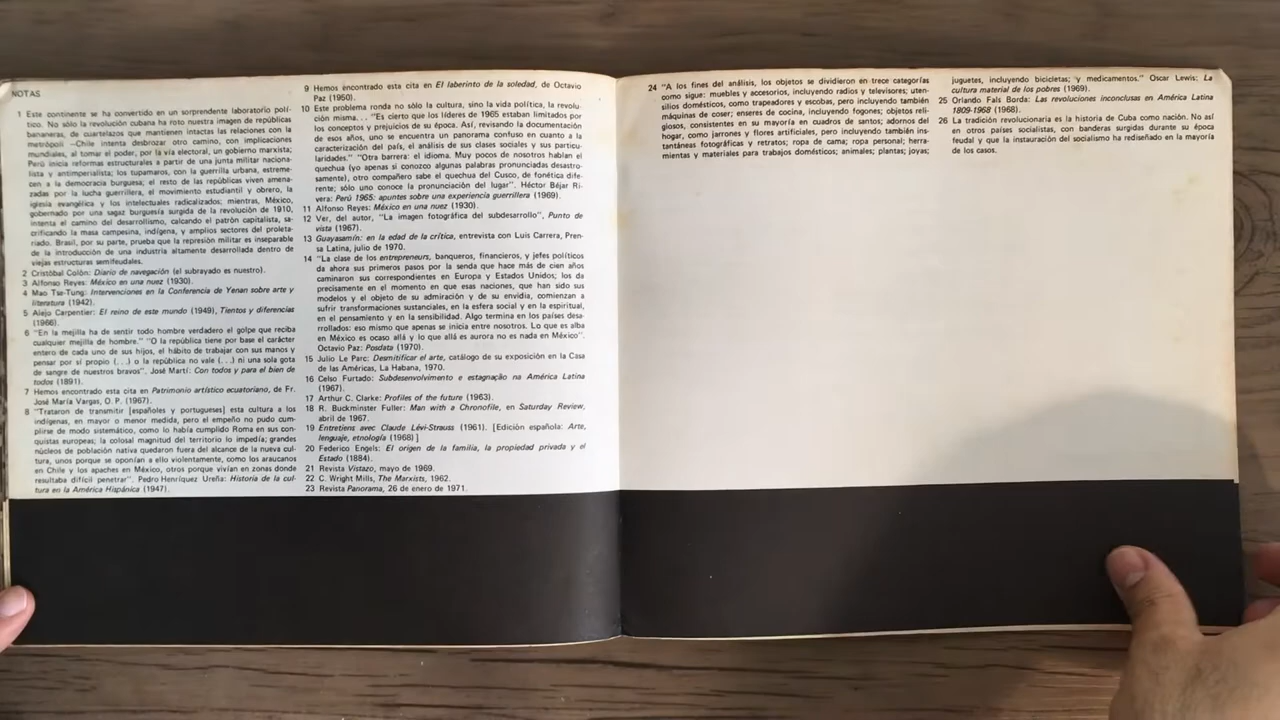 NOTAS
1 Este continente se ha convertido en un sorprendente laboratorio polí-
tico. No sólo la revolución cubana ha roto nuestra imagen de repúblicas
bananeras, de cuartelazos que mantienen intactas las relaciones con la
metrópoli —Chile intenta desbrozar otro camino, con implicaciones
mundiales, al tomar el poder, por la vía electoral, un gobierno marxista;
Perú inicia reformas estructurales a partir de una junta militar naciona-
lista y antimperialista; los tupamaros, con la guerrilla urbana, estreme-
cen a la democracia burguesa; el resto de las repúblicas viven amena-
zadas por la lucha guerrillera, el movimiento estudiantil y obrero, la
iglesia evangélica y los intelectuales radicalizados; mientras, México,
gobernado por una sagaz burguesía surgida de la revolución de 1910,
intenta el camino del desarrollismo, calcando el patrón capitalista, sa-
crificando la masa campesina, indígena, y amplios sectores del proleta-
riado. Brasil, por su parte, prueba que la represión militar es inseparable
de la introducción de una industria altamente desarrollada dentro de
viejas estructuras semifeudales.
2 Cristóbal Colón: Diario de navegación (el subrayado es nuestro).
3 Alfonso Reyes: México en una nuez (1930).
4 Mao Tse-Tung: Intervenciones en la Conferencia de Yenan sobre arte y
literatura (1942).
5 Alejo Carpentier: El reino de este mundo (1949), Tientos y diferencias
(1966).
6 "En la mejilla ha de sentir todo hombre verdadero el golpe que reciba
cualquier mejilla de hombre." "O la república tiene por base el carácter
entero de cada uno de sus hijos, el hábito de trabajar con sus manos y
pensar por sí propio (...) o la república no vale (...) ni una sola gota
de sangre de nuestros bravos". José Martí: Con todos y para el bien de
todos (1891).
7 Hemos encontrado esta cita en Patrimonio artístico ecuatoriano, de Fr.
José María Vargas, O. P. (1967).
8 "Trataron de transmitir [españoles y portugueses] esta cultura a los
indígenas, en mayor o menor medida, pero el empeño no pudo cum-
plirse de modo sistemático, como lo había cumplido Roma en sus con-
quistas europeas; la colosal magnitud del territorio lo impedía; grandes
núcleos de población nativa quedaron fuera del alcance de la nueva cul-
tura, unos porque se oponían a ello violentamente, como los araucanos
en Chile y los apaches en México, otros porque vivían en zonas donde
resultaba difícil penetrar". Pedro Henríquez Ureña: Historia de la cul-
tura en la América Hispánica (1947).
9 Hemos encontrado esta cita en El laberinto de la soledad, de Octavio
Paz (1950).
10 Este problema ronda no sólo la cultura, sino la vida política, la revolu-
ción misma... "Es cierto que los líderes de 1965 estaban limitados por
los conceptos y prejuicios de su época. Así, revisando la documentación
de esos años, uno se encuentra un panorama confuso en cuanto a la
caracterización del país, el análisis de sus clases sociales y sus particu-
laridades." "Otra barrera: el idioma. Muy pocos de nosotros hablan el
quechua (yo apenas si conozco algunas palabras pronunciadas desastro-
samente), otro compañero sabe el quechua del Cusco, de fonética dife-
rente; sólo uno conoce la pronunciación del lugar". Héctor Béjar Ri-
vera: Perú 1965: apuntes sobre una experiencia guerrillera (1969).
11 Alfonso Reyes: México en una nuez (1930).
12 Ver, del autor, "La imagen fotográfica del subdesarrollo", Punto de
vista (1967).
13 Guayasamín: en la edad de la crítica, entrevista con Luis Carrera, Pren-
sa Latina, julio de 1970.
14 "La clase de los entrepreneurs, banqueros, financieros, y jefes políticos
da ahora sus primeros pasos por la senda que hace más de cien años
caminaron sus correspondientes en Europa y Estados Unidos; los da
precisamente en el momento en que esas naciones, que han sido sus
modelos y el objeto de su admiración y de su envidia, comienzan a
sufrir transformaciones sustanciales, en la esfera social y en la espiritual,
en el pensamiento y en la sensibilidad. Algo termina en los países desa-
rrollados: eso mismo que apenas se inicia entre nosotros. Lo que es alba
en México es ocaso allá y lo que allá es aurora no es nada en México".
Octavio Paz: Posdata (1970).
15 Julio Le Parc: Desmitificar el arte, catálogo de su exposición en la Casa
de las Américas, La Habana, 1970.
16 Celso Furtado: Subdesenvolvimento e estagnação na América Latina
(1967).
17 Arthur C. Clarke: Profiles of the future (1963).
18 R. Buckminster Fuller: Man with a Chronofile, en Saturday Review,
abril de 1967.
19 Entretiens avec Claude Lévi-Strauss (1961). [Edición española: Arte,
lenguaje, etnología (1968)]
20 Federico Engels: El origen de la familia, la propiedad privada y el
Estado (1884).
21 Revista Vistazo, mayo de 1969.
22 C. Wright Mills, The Marxists, 1962.
23 Revista Panorama, 26 de enero de 1971.
24 "A los fines del análisis, los objetos se dividieron en trece categorías
como sigue: muebles y accesorios, incluyendo radios y televisores; uten-
silios domésticos, como trapeadores y escobas, pero incluyendo también
máquinas de coser; enseres de cocina, incluyendo fogones; objetos reli-
giosos, consistentes en su mayoría en cuadros de santos; adornos del
hogar, como jarrones y flores artificiales, pero incluyendo también ins-
tantáneas fotográficas y retratos; ropa de cama; ropa personal; herra-
mientas y materiales para trabajos domésticos; animales; plantas; joyas;
juguetes, incluyendo bicicletas; y medicamentos." Oscar Lewis: La
cultura material de los pobres (1969).
25 Orlando Fals Borda: Las revoluciones inconclusas en América Latina
1809-1968 (1968).
26 La tradición revolucionaria es la historia de Cuba como nación. No así
en otros países socialistas, con banderas surgidas durante su época
feudal y que la instauración del socialismo ha rediseñado en la mayoría
de los casos.